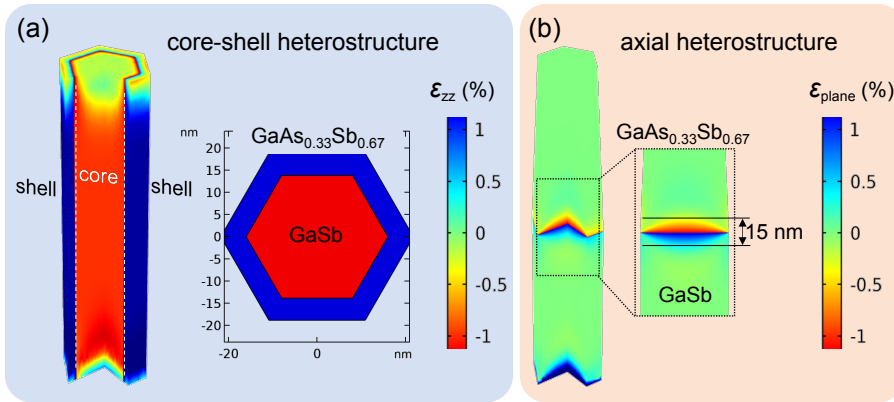 (a)
core-shell heterostructure
ε_zz (%)
1
0.5
0
-0.5
-1
shell
core
shell
nm
GaAs0.33Sb0.67
20
15
10
5
0
-5
-10
-15
-20
GaSb
-20
0
nm
(b)
axial heterostructure
ε_plane (%)
1
0.5
0
-0.5
-1
GaAs0.33Sb0.67
15 nm
GaSb